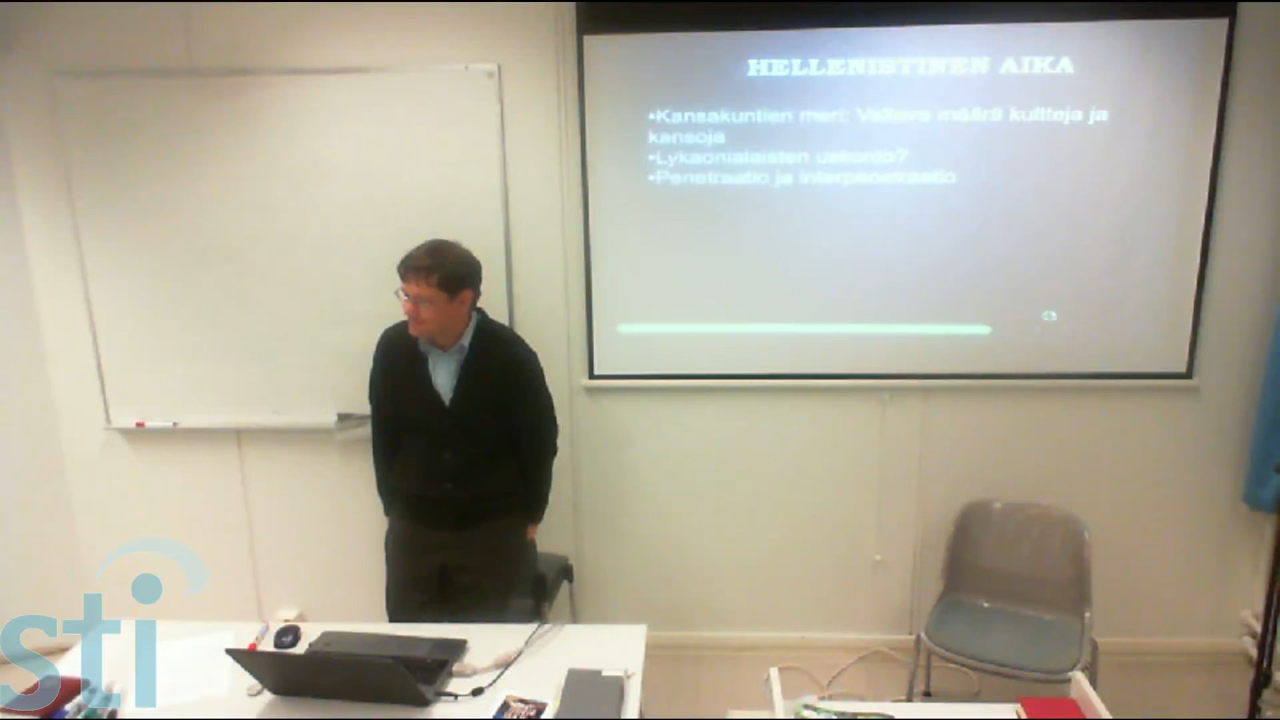 HELLENISTINEN AIKA
•Kansakuntien meri: Valtava määrä kultteja ja
kansoja
•Lykaonialaisten uskonto?
•Penetraatio ja interpenetraatio
sti